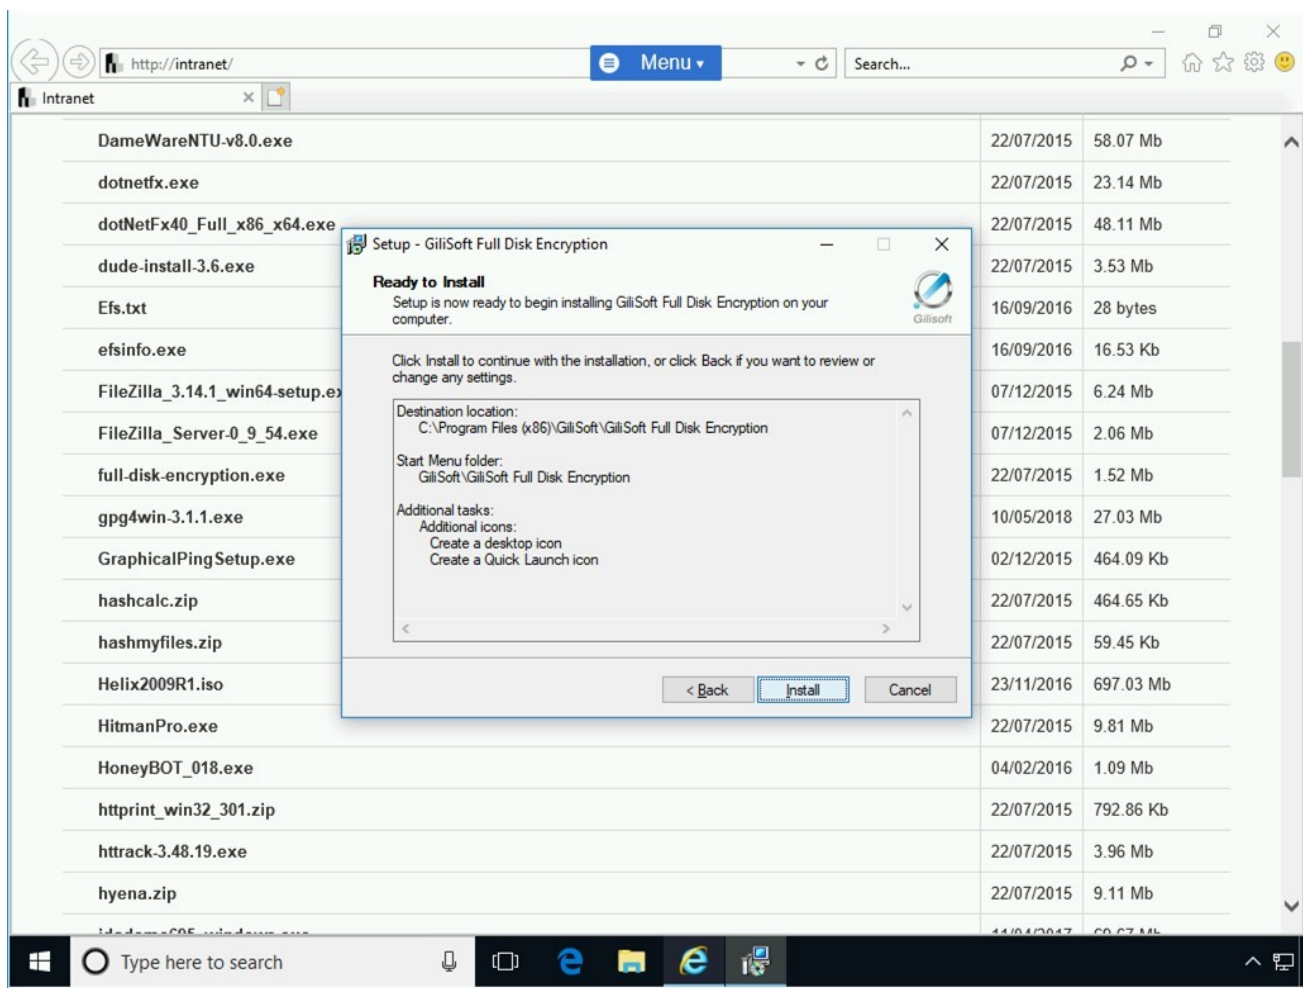 http://intranet/
Menu
Search...
Intranet
DameWareNTU-v8.0.exe 22/07/2015 58.07 Mb
dotnetfx.exe 22/07/2015 23.14 Mb
dotNetFx40_Full_x86_x64.exe 22/07/2015 48.11 Mb
dude-install-3.6.exe 22/07/2015 3.53 Mb
Efs.txt 16/09/2016 28 bytes
efsinfo.exe 16/09/2016 16.53 Kb
FileZilla_3.14.1_win64-setup.ex 07/12/2015 6.24 Mb
FileZilla_Server-0_9_54.exe 07/12/2015 2.06 Mb
full-disk-encryption.exe 22/07/2015 1.52 Mb
gpg4win-3.1.1.exe 10/05/2018 27.03 Mb
GraphicalPingSetup.exe 02/12/2015 464.09 Kb
hashcalc.zip 22/07/2015 464.65 Kb
hashmyfiles.zip 22/07/2015 59.45 Kb
Helix2009R1.iso 23/11/2016 697.03 Mb
HitmanPro.exe 22/07/2015 9.81 Mb
HoneyBOT_018.exe 04/02/2016 1.09 Mb
httprint_win32_301.zip 22/07/2015 792.86 Kb
httrack-3.48.19.exe 22/07/2015 3.96 Mb
hyena.zip 22/07/2015 9.11 Mb
Setup - GiliSoft Full Disk Encryption
Ready to Install
Setup is now ready to begin installing GiliSoft Full Disk Encryption on your
computer.
Gilisoft
Click Install to continue with the installation, or click Back if you want to review or
change any settings.
Destination location:
C:\Program Files (x86)\GiliSoft\GiliSoft Full Disk Encryption
Start Menu folder:
GiliSoft\GiliSoft Full Disk Encryption
Additional tasks:
Additional icons:
Create a desktop icon
Create a Quick Launch icon
< Back
Install
Cancel
Type here to search